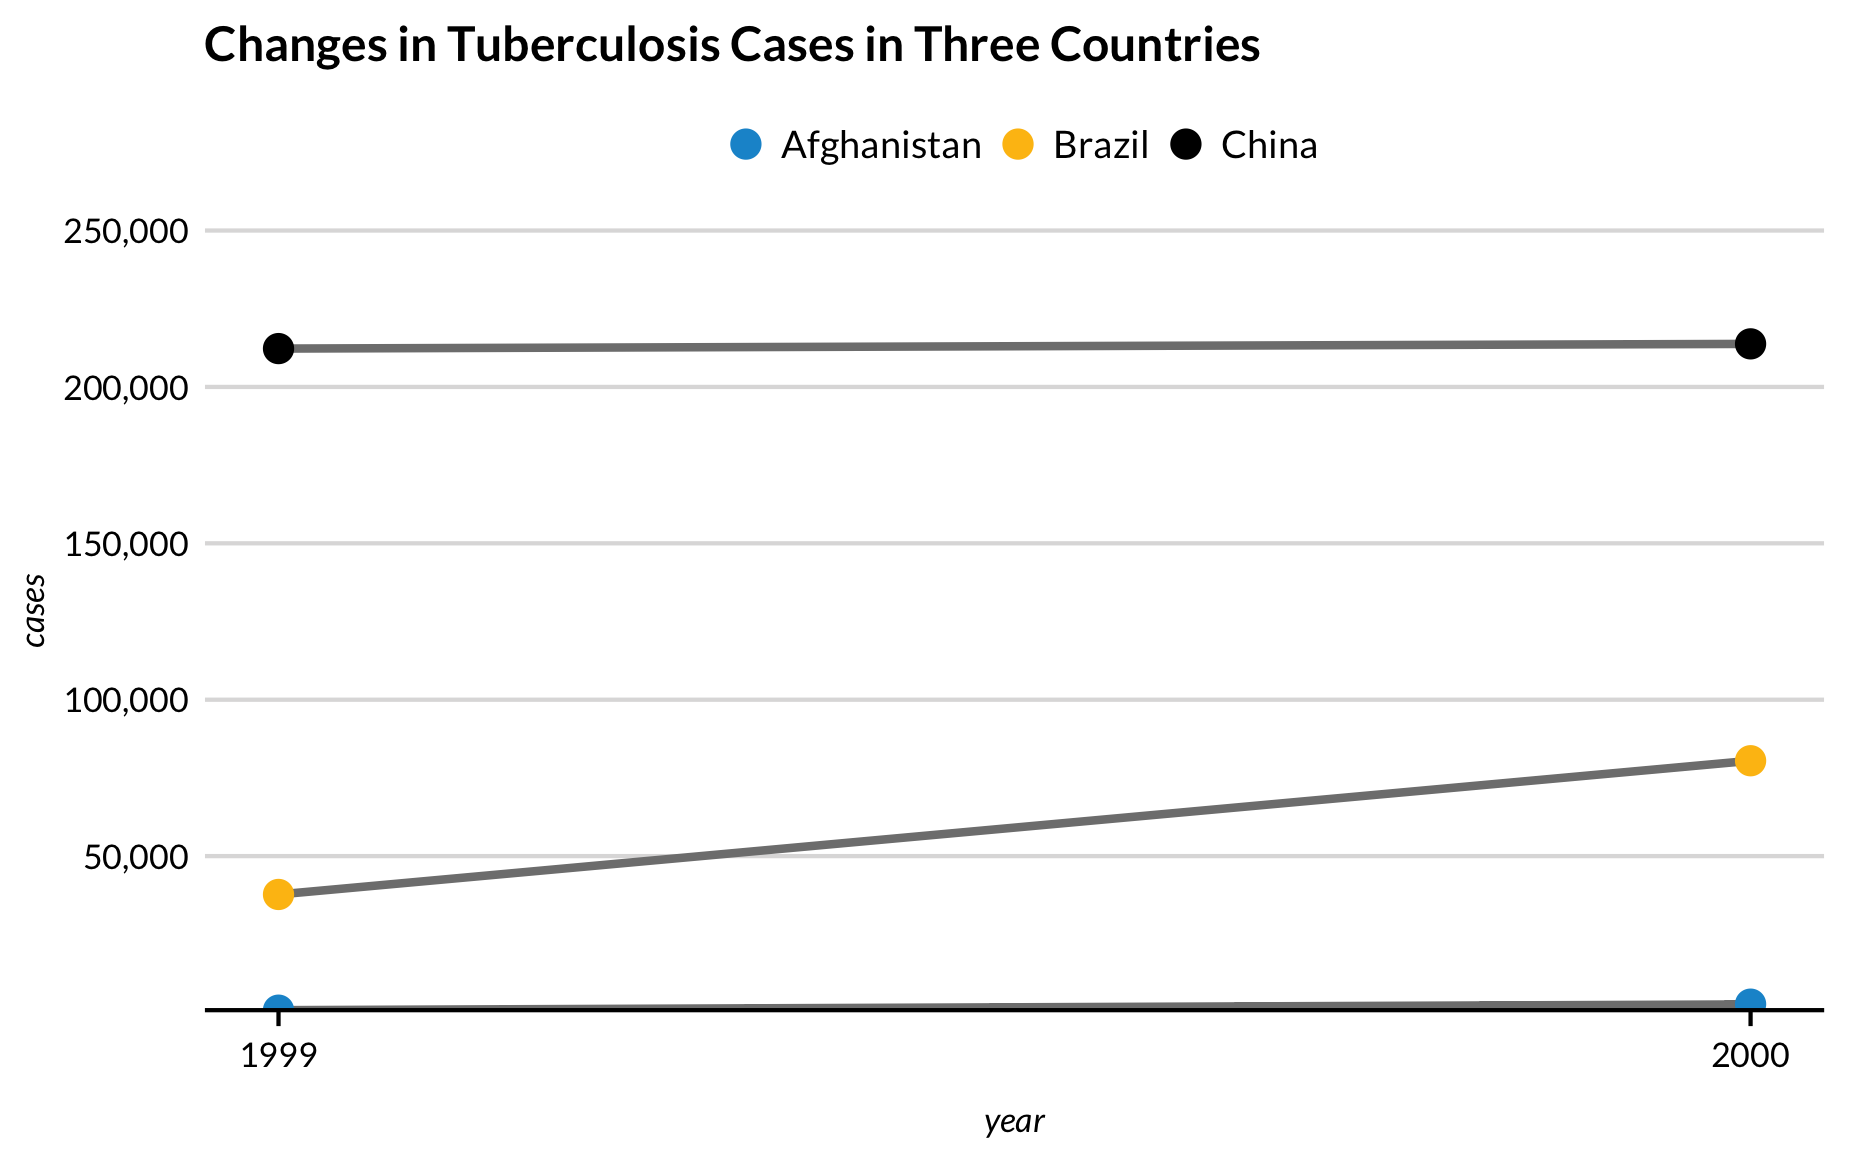 Changes in Tuberculosis Cases in Three Countries
Afghanistan Brazil China
250,000
200,000
150,000
100,000
50,000
cases
1999 2000
year